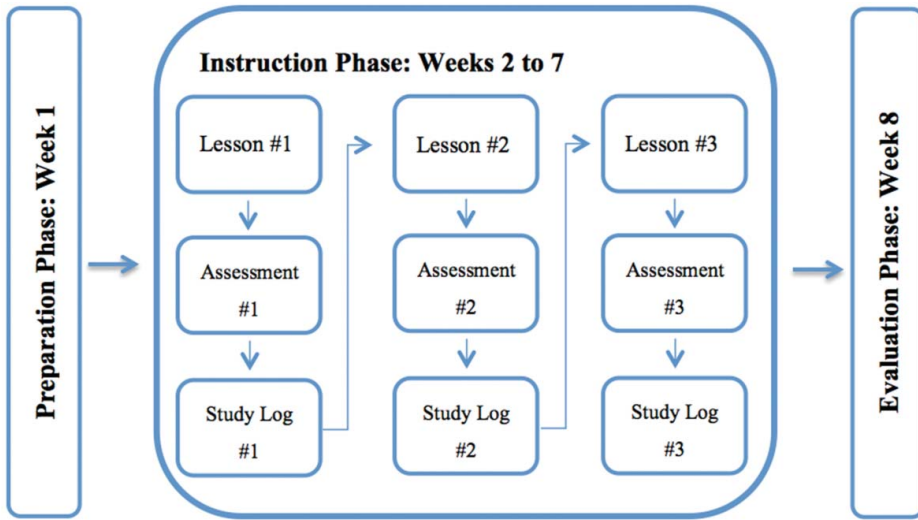 Preparation Phase: Week 1
Instruction Phase: Weeks 2 to 7
Lesson #1
Assessment
#1
Study Log
#1
Lesson #2
Assessment
#2
Study Log
#2
Lesson #3
Assessment
#3
Study Log
#3
Evaluation Phase: Week 8